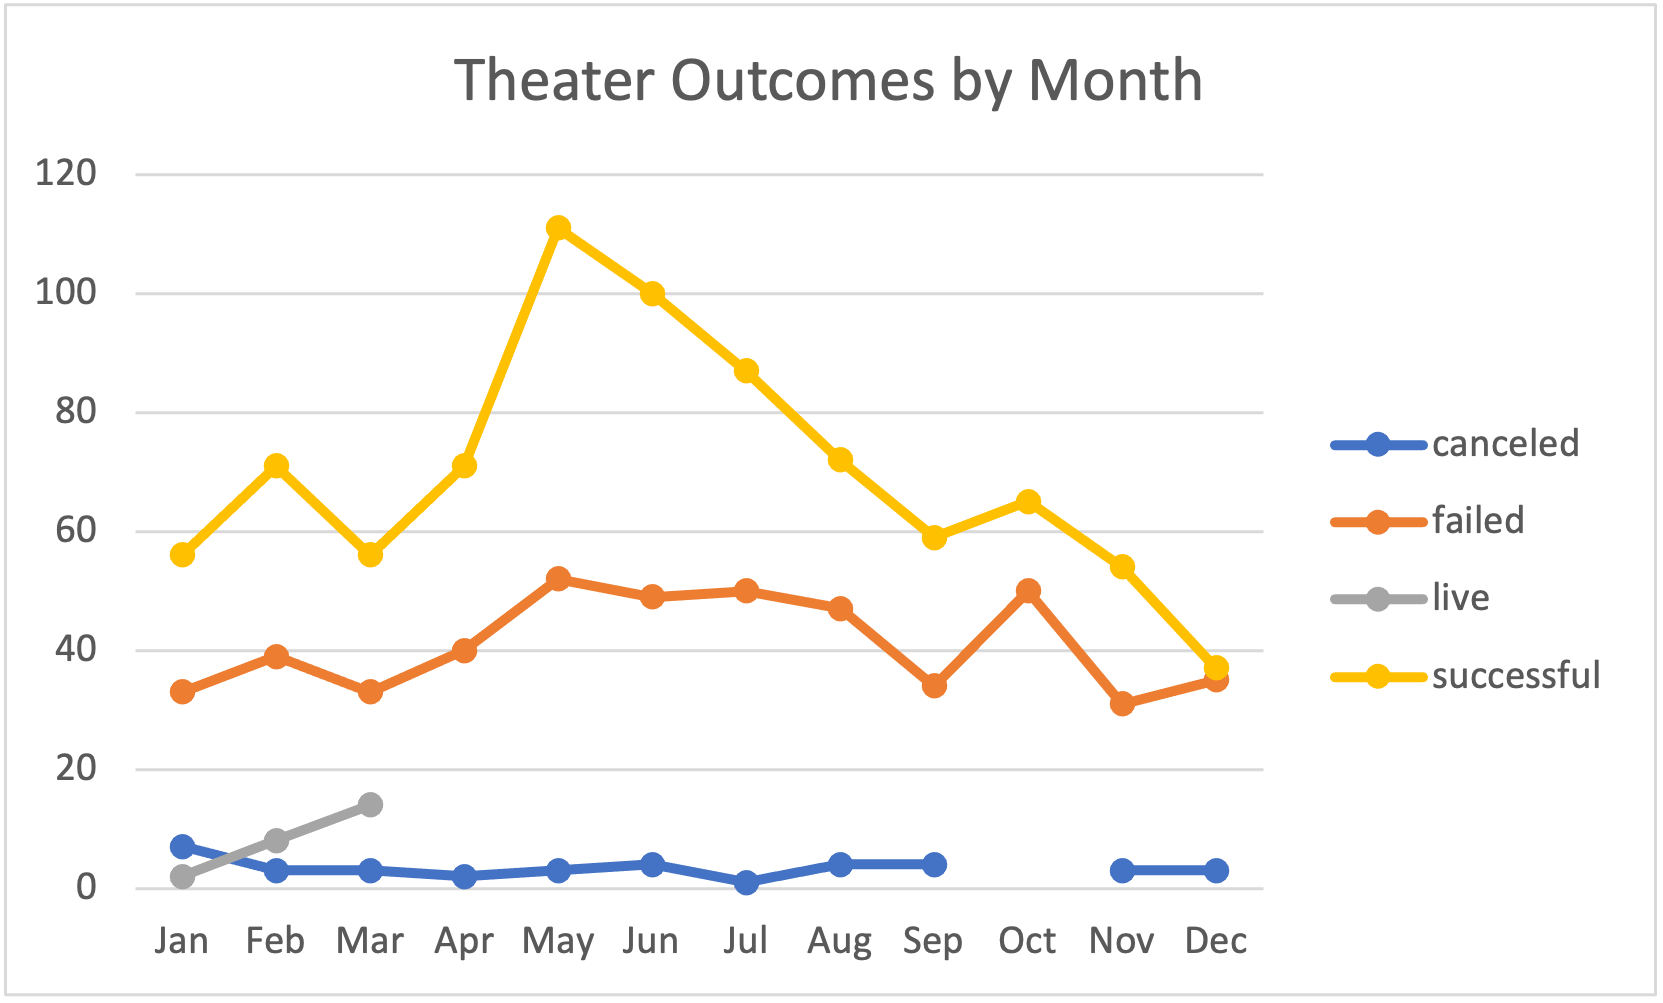 Theater Outcomes by Month
120
100
80
60
40
20
0
Jan Feb Mar Apr May Jun Jul Aug Sep Oct Nov Dec
canceled
failed
live
successful